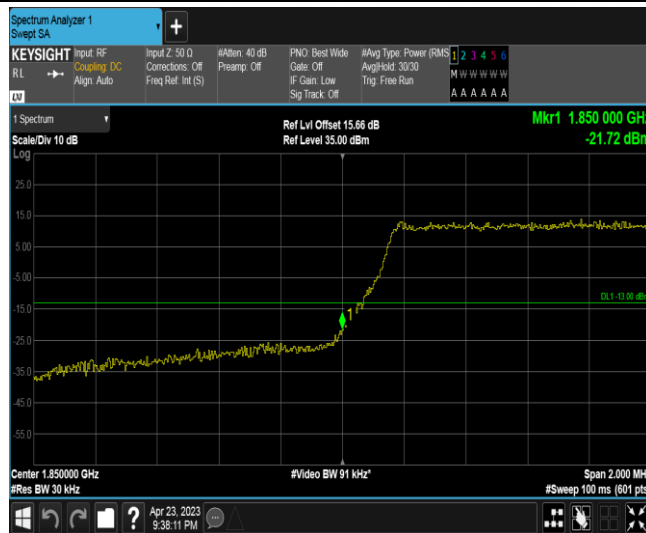 Spectrum Analyzer 1
Swept SA
+
KEYSIGHT Input: RF Input Z: 50 Ω #Atten: 40 dB PNO: Best Wide #Avg Type: Power (RMS 1 2 3 4 5 6
RL Coupling: DC Corrections: Off Preamp: Off Gate: Off Avg|Hold: 30/30 M W W W W W
Align: Auto Freq Ref: Int (S) IF Gain: Low Trig: Free Run
Sig Track: Off A A A A A A
LXI
1 Spectrum
Ref Lvl Offset 15.66 dB Mkr1 1.850 000 GHz
Scale/Div 10 dB Ref Level 35.00 dBm -21.72 dBm
Log
25.0
15.0
5.00
-5.00
DL1 -13.00 dBm
-15.0
1
-25.0
-35.0
-45.0
-55.0
Center 1.850000 GHz #Video BW 91 kHz* Span 2.000 MH
#Res BW 30 kHz #Sweep 100 ms (601 pts
? Apr 23, 2023
9:38:11 PM